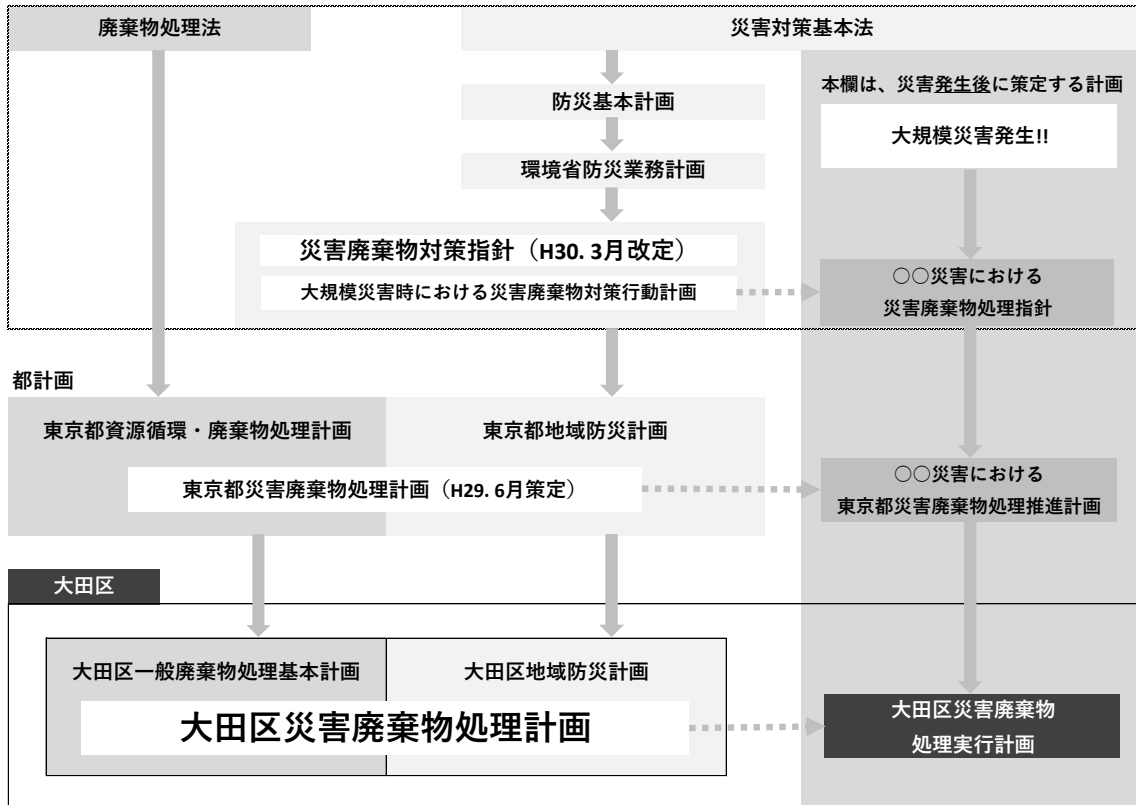 廃棄物処理法
災害対策基本法
防災基本計画
環境省防災業務計画
災害廃棄物対策指針（H30. 3月改定）
大規模災害時における災害廃棄物対策行動計画
本欄は、災害発生後に策定する計画
大規模災害発生!!
○○災害における
災害廃棄物処理指針
都計画
東京都資源循環・廃棄物処理計画
東京都地域防災計画
東京都災害廃棄物処理計画（H29. 6月策定）
○○災害における
東京都災害廃棄物処理推進計画
大田区
大田区一般廃棄物処理基本計画
大田区地域防災計画
大田区災害廃棄物処理計画
大田区災害廃棄物
処理実行計画